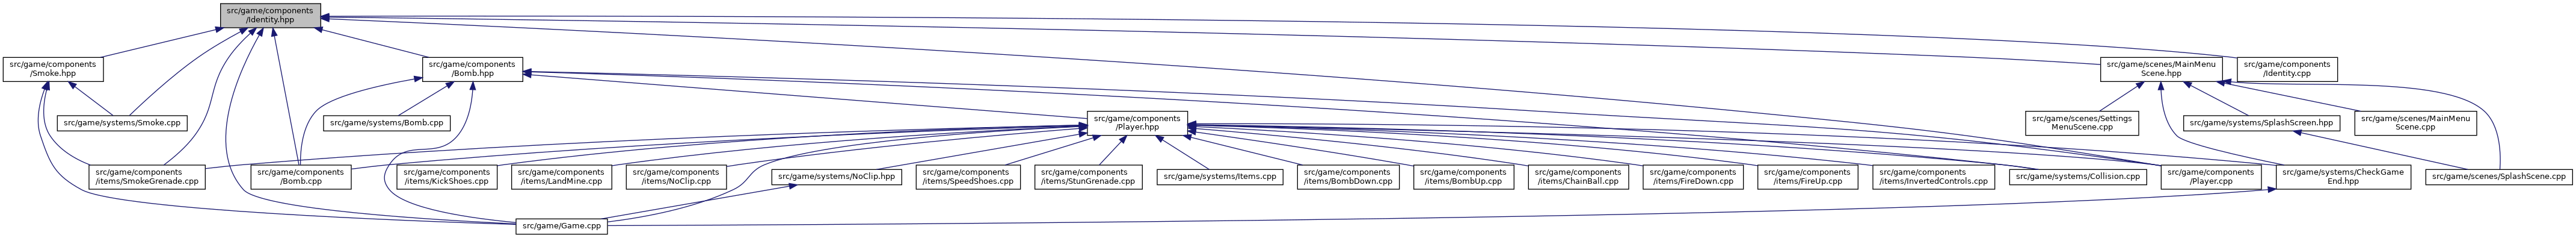 src/game/components
/Identity.hpp
src/game/components
/Smoke.hpp
src/game/components
/Bomb.hpp
src/game/scenes/MainMenu
Scene.hpp
src/game/components
/Identity.cpp
src/game/systems/Smoke.cpp
src/game/systems/Bomb.cpp
src/game/components
/Player.hpp
src/game/scenes/Settings
MenuScene.cpp
src/game/systems/SplashScreen.hpp
src/game/scenes/MainMenu
Scene.cpp
src/game/components
/items/SmokeGrenade.cpp
src/game/components
/Bomb.cpp
src/game/components
/items/KickShoes.cpp
src/game/components
/items/LandMine.cpp
src/game/components
/items/NoClip.cpp
src/game/systems/NoClip.hpp
src/game/components
/items/SpeedShoes.cpp
src/game/components
/items/StunGrenade.cpp
src/game/systems/Items.cpp
src/game/components
/items/BombDown.cpp
src/game/components
/items/BombUp.cpp
src/game/components
/items/ChainBall.cpp
src/game/components
/items/FireDown.cpp
src/game/components
/items/FireUp.cpp
src/game/components
/items/InvertedControls.cpp
src/game/systems/Collision.cpp
src/game/components
/Player.cpp
src/game/systems/CheckGame
End.hpp
src/game/scenes/SplashScene.cpp
src/game/Game.cpp